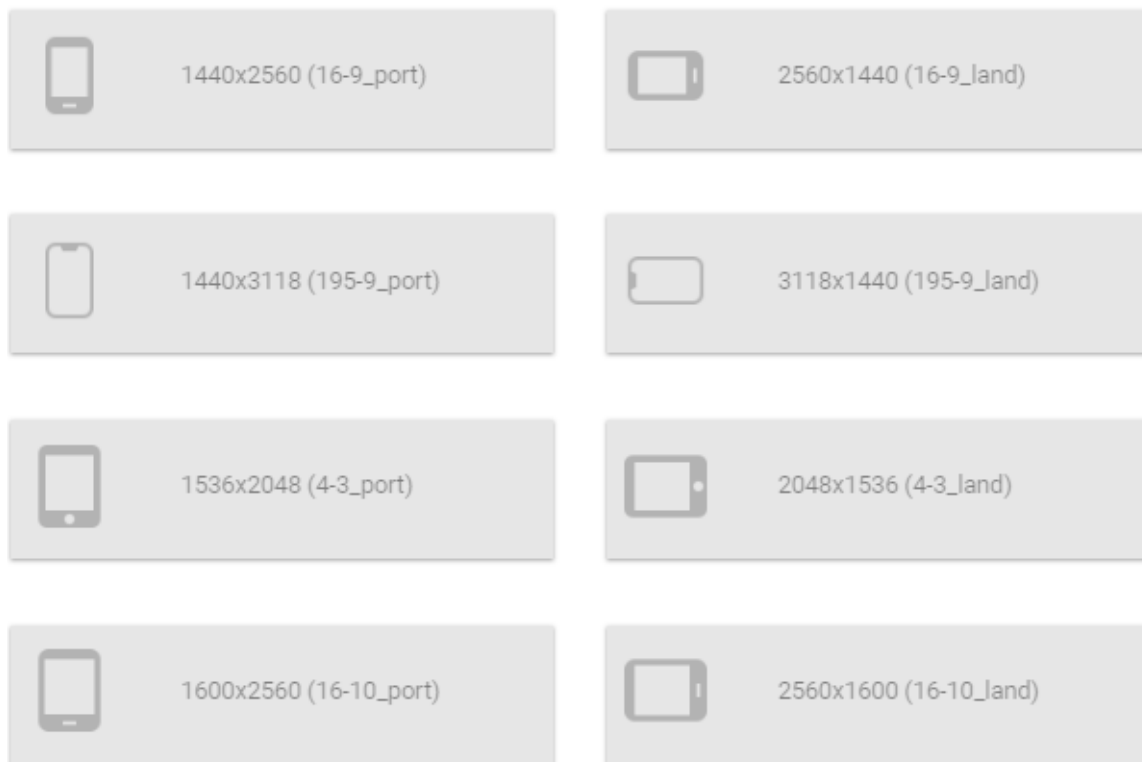 1440x2560 (16-9_port)
2560x1440 (16-9_land)
1440x3118 (195-9_port)
3118x1440 (195-9_land)
1536x2048 (4-3_port)
2048x1536 (4-3_land)
1600x2560 (16-10_port)
2560x1600 (16-10_land)